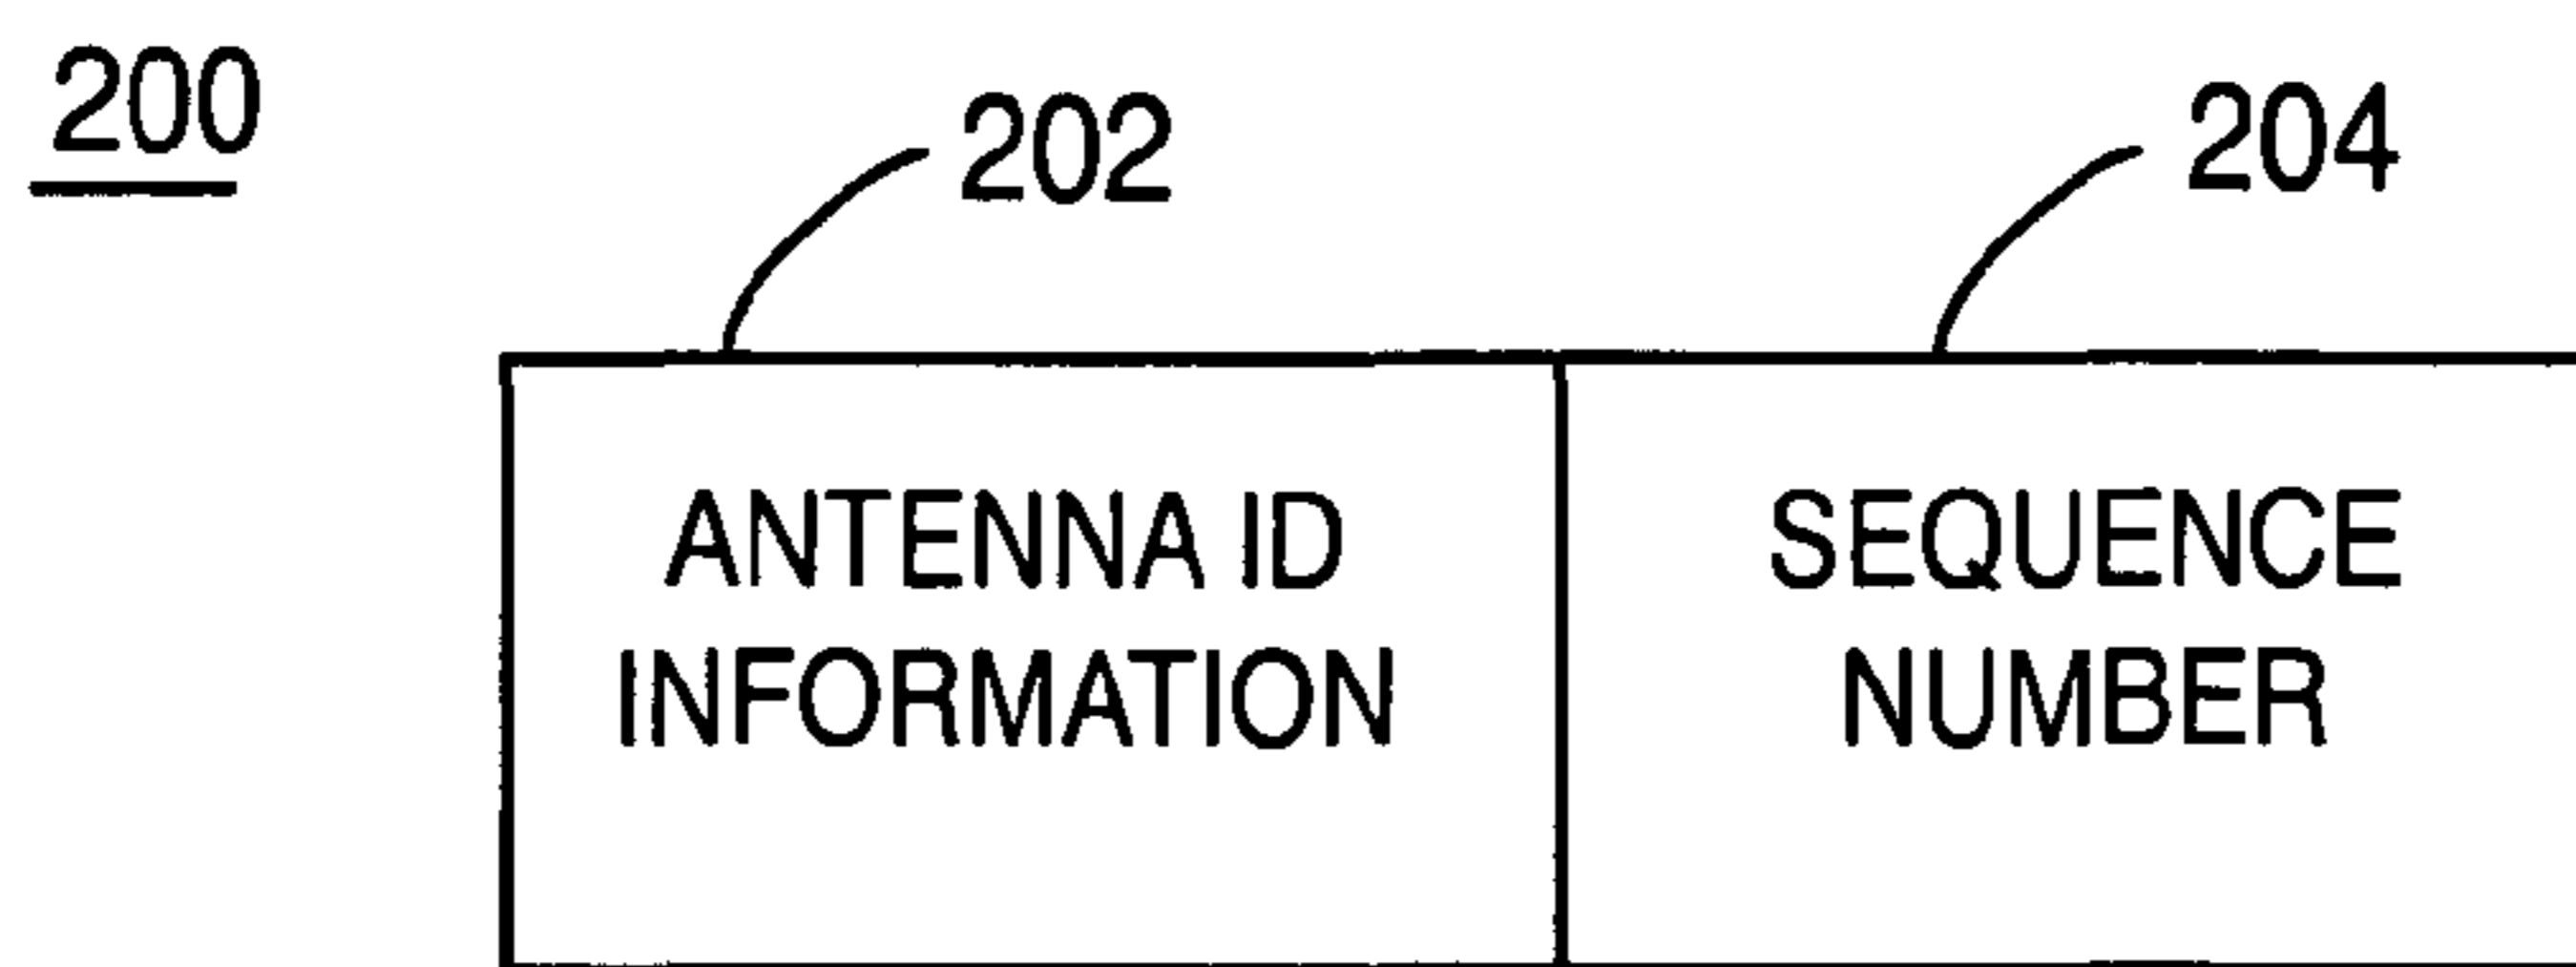 200
202
204
ANTENNA ID
INFORMATION
SEQUENCE
NUMBER